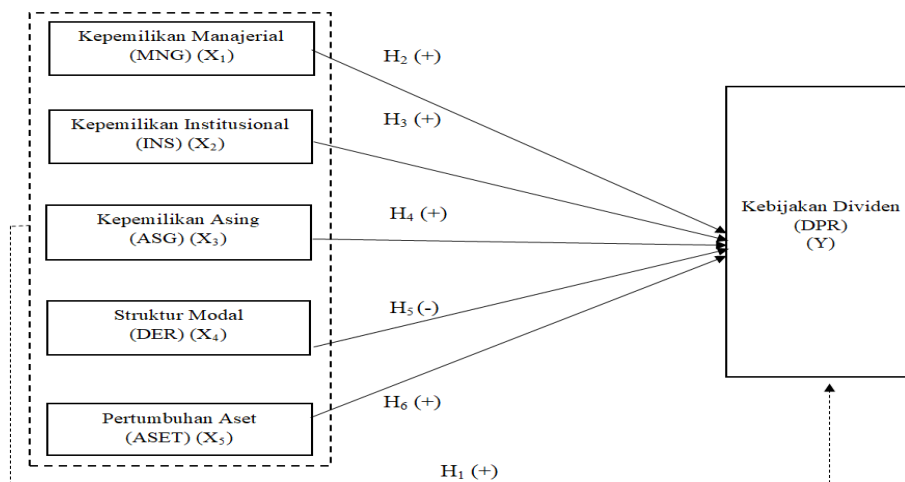 Kepemilikan Manajerial
(MNG) (X₁)
H₂ (+)
Kepemilikan Institusional
(INS) (X₂)
H₃ (+)
Kepemilikan Asing
(ASG) (X₃)
H₄ (+)
Struktur Modal
(DER) (X₄)
H₅ (-)
Pertumbuhan Aset
(ASET) (X₅)
H₆ (+)
Kebijakan Dividen
(DPR)
(Y)
H₁ (+)